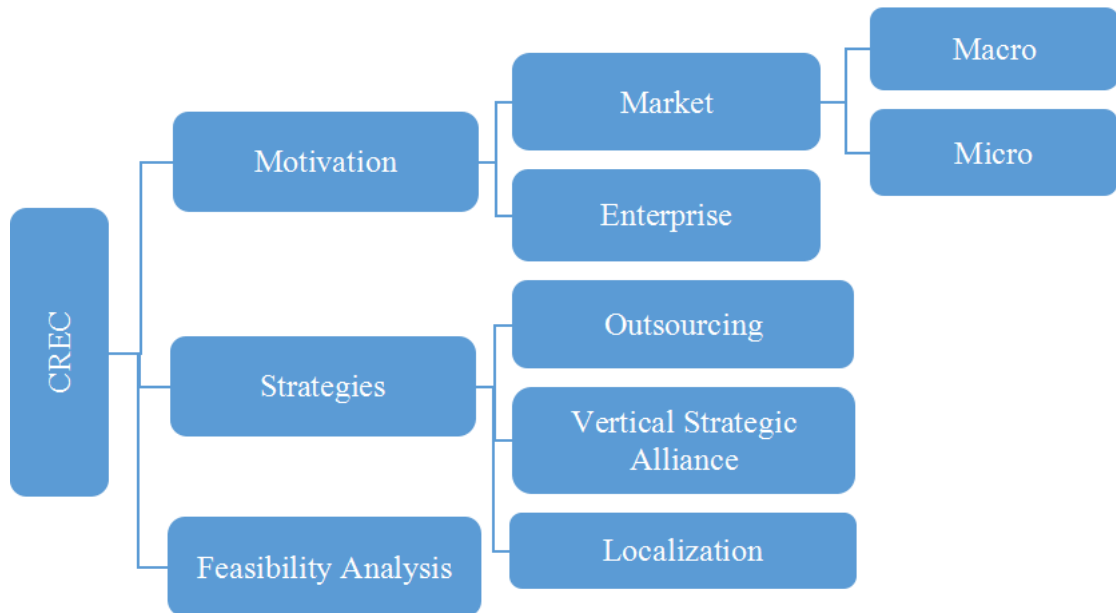 CREC
Motivation
Market
Macro
Micro
Enterprise
Strategies
Outsourcing
Vertical Strategic
Alliance
Localization
Feasibility Analysis